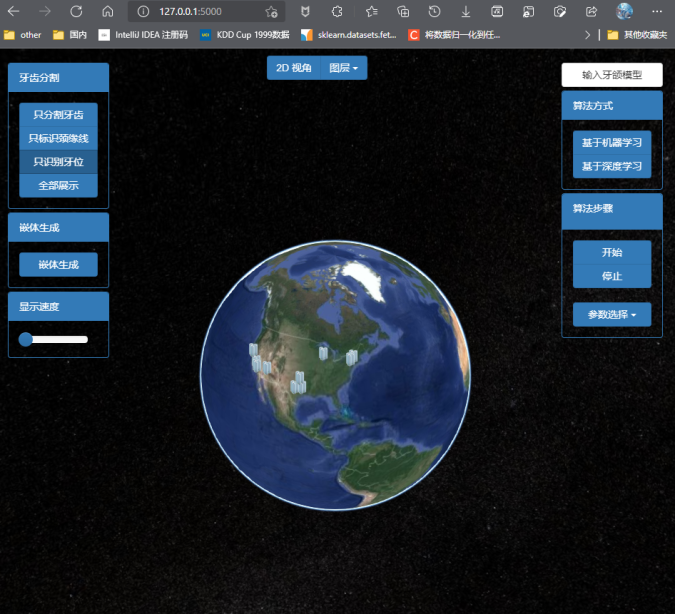 127.0.0.1:5000
other
国内
IntelliJ IDEA 注册码
KDD Cup 1999数据
sklearn.datasets.fet...
C 将数据归一化到任...
其他收藏夹
牙齿分割
只分割牙齿
只标识颈缘线
只识别牙位
全部展示
嵌体生成
嵌体生成
显示速度
2D 视角
图层
输入牙颌模型
算法方式
基于机器学习
基于深度学习
算法步骤
开始
停止
参数选择